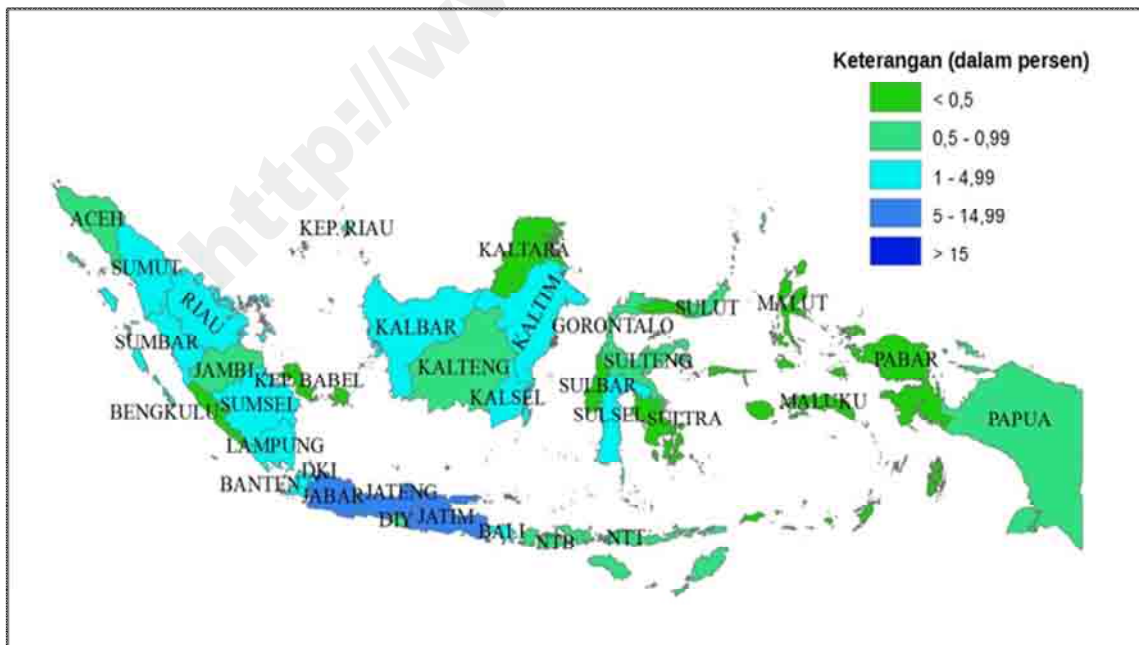 http://w
Keterangan (dalam persen)
< 0,5
0,5 - 0,99
1 - 4,99
5 - 14,99
> 15
ACEH
KEP. RIAU
SUMUT
KALTARA
RIAU
KALTIM
MALUT
SULUT
KALBAR
GORONTALO
SUMBAR
SULTENG
PABAR
JAMBI
KALTENG
KEP. BABEL
SULBAR
KALSEL
BENGKULU
SUMSEL
SULSEL
SULTRA
MALUKU
PAPUA
LAMPUNG
DKI
BANTEN
JABAR
JATENG
DIY
JATIM
BALI
NTB
NTT